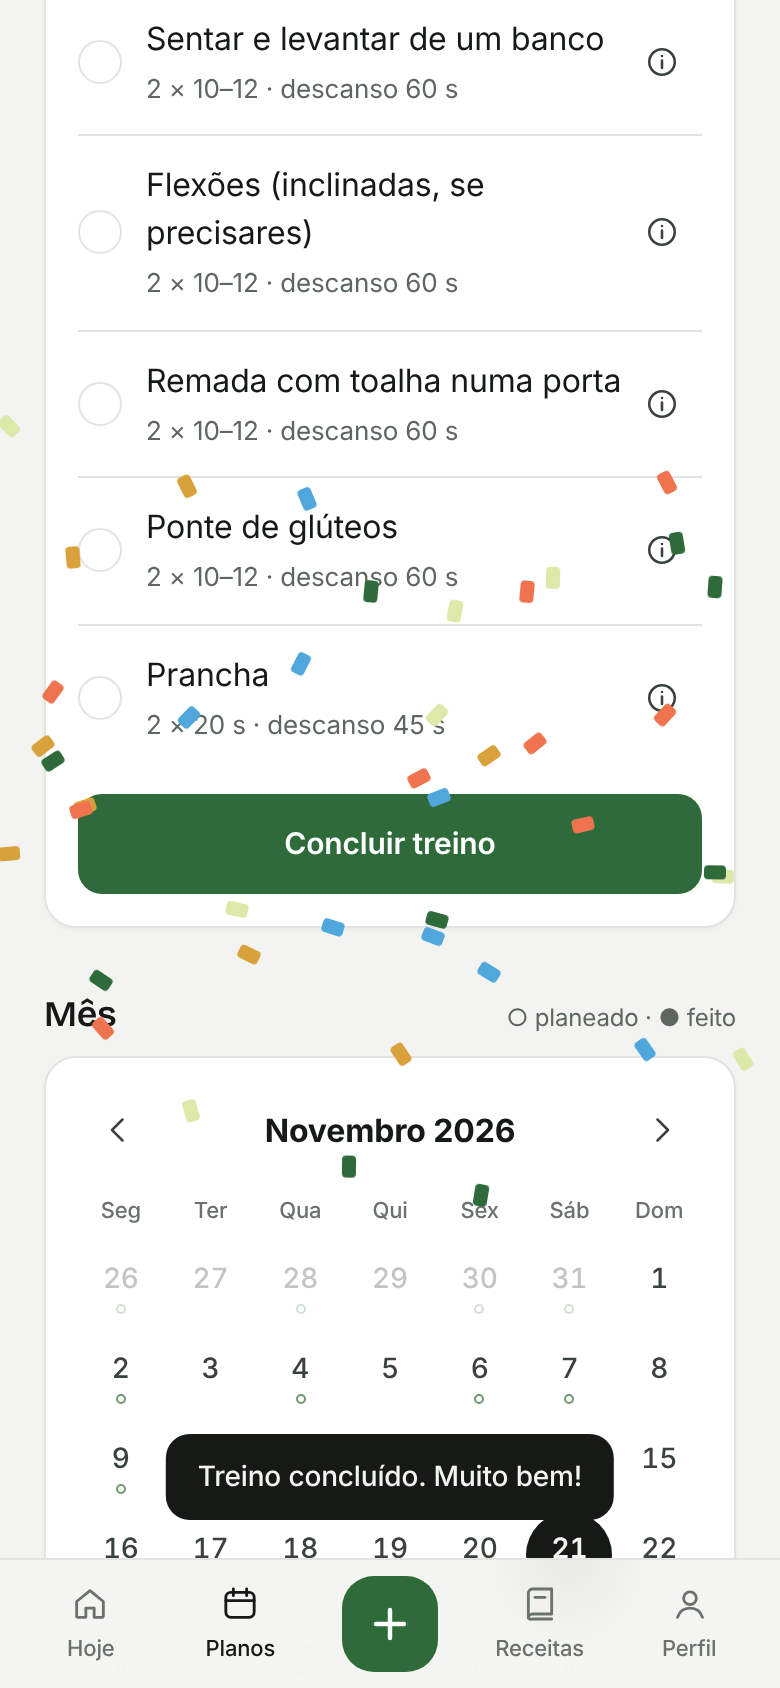 Sentar e levantar de um banco
2 × 10–12 · descanso 60 s
Flexões (inclinadas, se
precisares)
2 × 10–12 · descanso 60 s
Remada com toalha numa porta
2 × 10–12 · descanso 60 s
Ponte de glúteos
2 × 10–12 · descanso 60 s
Prancha
2 × 20 s · descanso 45 s
Concluir treino
Mês
planeado · feito
Novembro 2026
Seg Ter Qua Qui Sex Sáb Dom
26 27 28 29 30 31 1
2 3 4 5 6 7 8
9 15
Treino concluído. Muito bem!
16 17 18 19 20 21 22
Hoje Planos Receitas Perfil